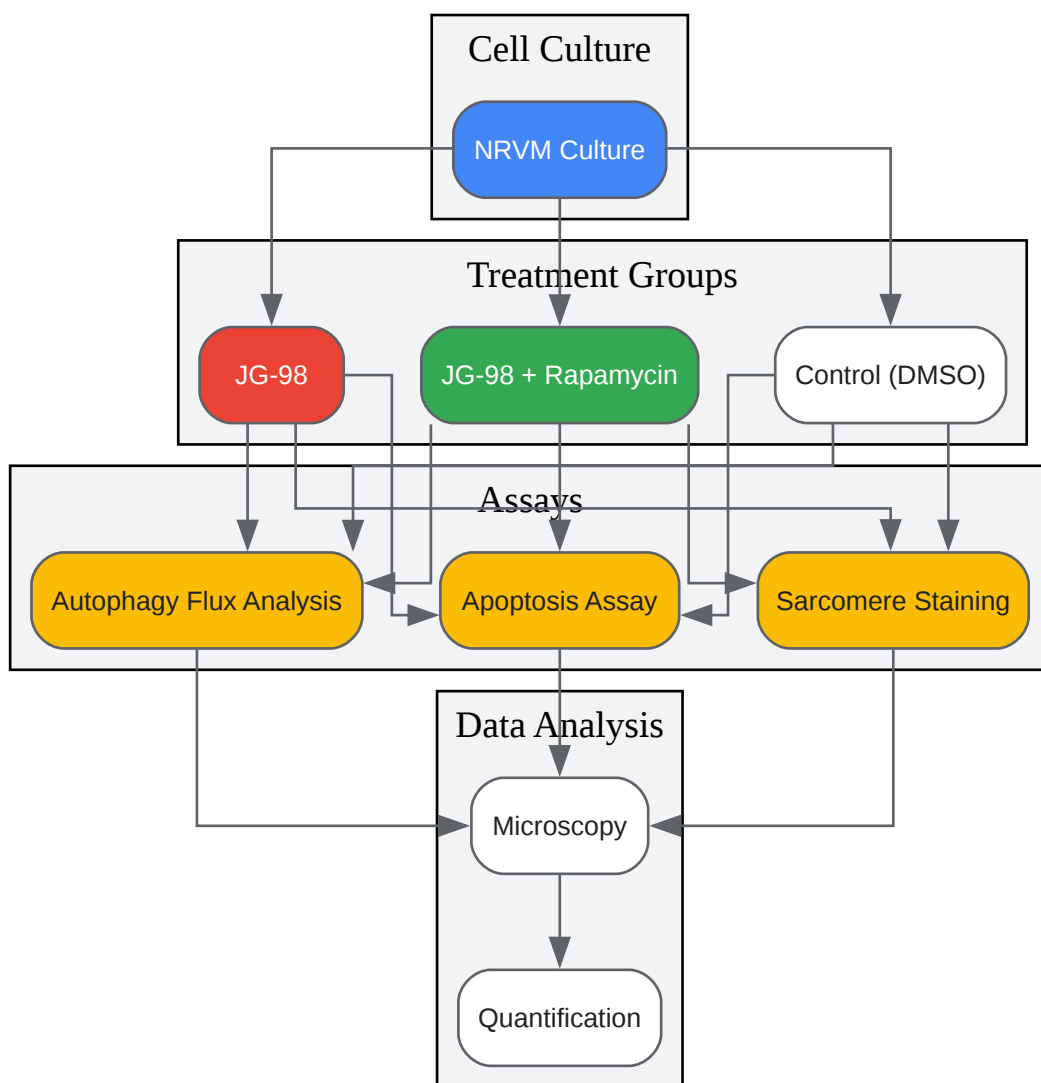 Cell Culture
NRVM Culture
Treatment Groups
JG-98
JG-98 + Rapamycin
Control (DMSO)
Assays
Autophagy Flux Analysis
Apoptosis Assay
Sarcomere Staining
Data Analysis
Microscopy
Quantification